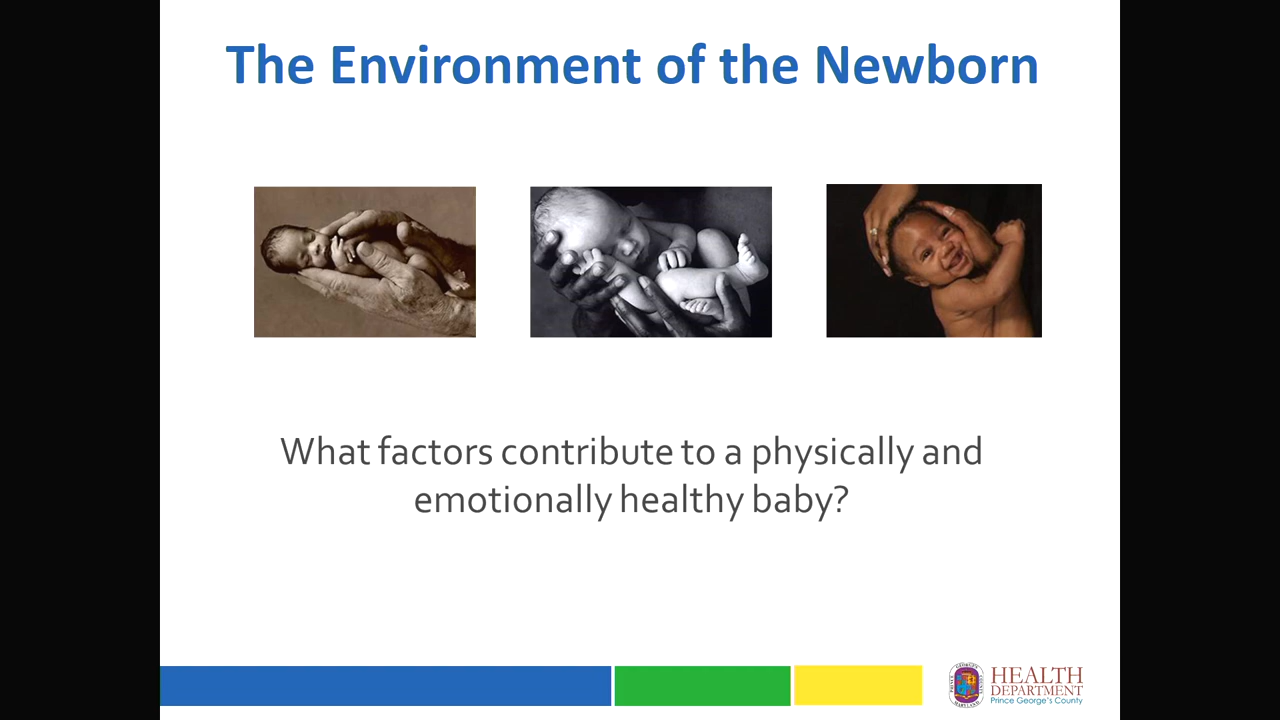 The Environment of the Newborn
What factors contribute to a physically and
emotionally healthy baby?
HEALTH
DEPARTMENT
Prince George's County